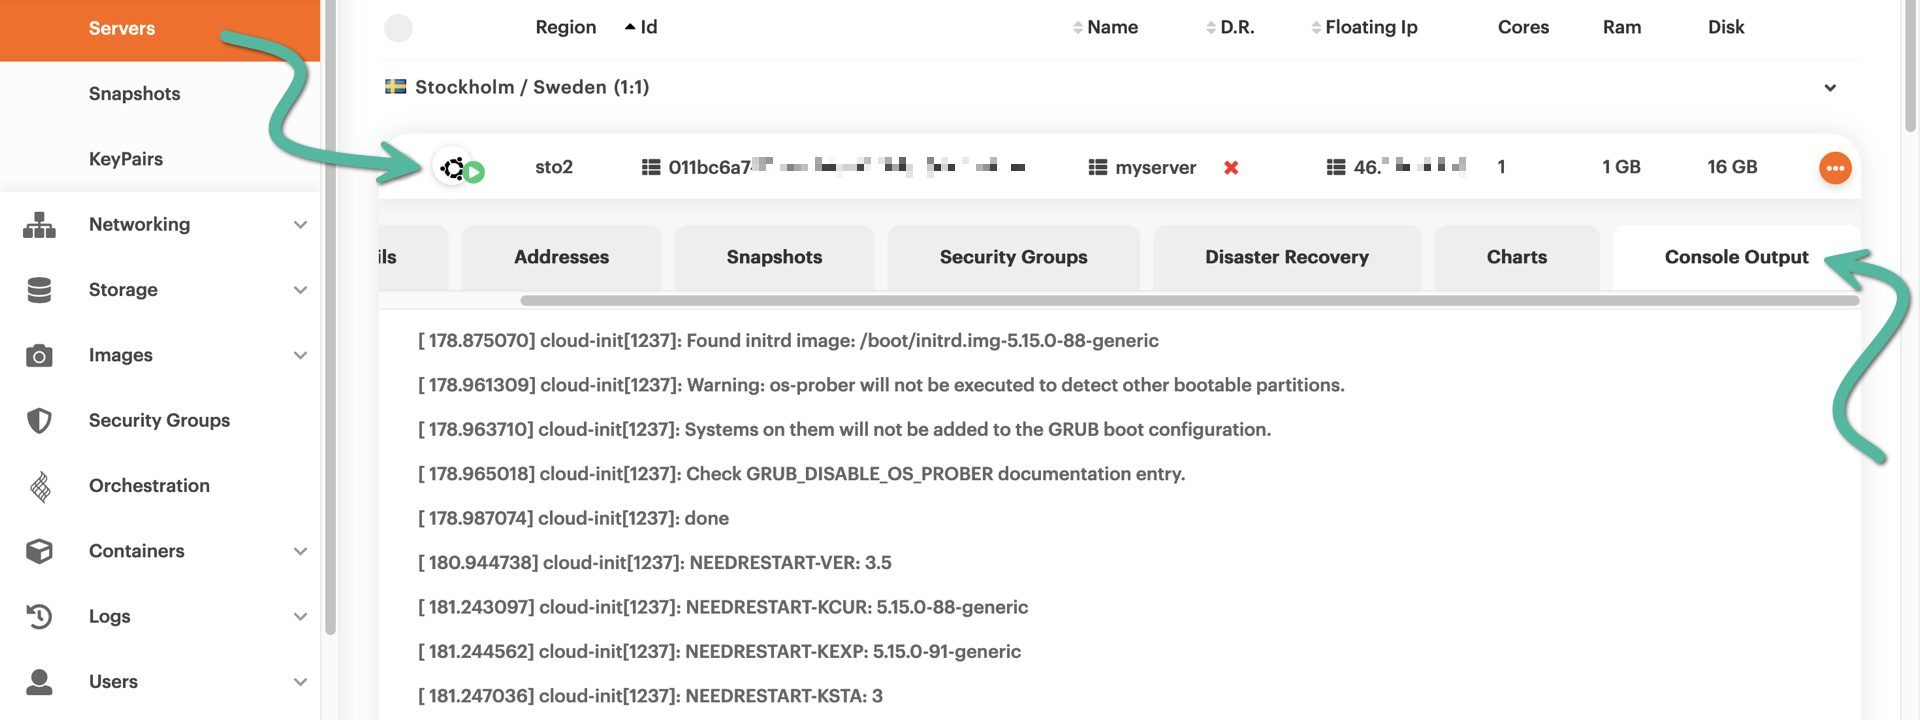 Servers
Snapshots
KeyPairs
Networking
Storage
Images
Security Groups
Orchestration
Containers
Logs
Users
Region Id Name D.R. Floating Ip Cores Ram Disk
Stockholm / Sweden (1:1)
sto2 011bc6a7- myserver 46. 1 1 GB 16 GB
ils Addresses Snapshots Security Groups Disaster Recovery Charts Console Output
[ 178.875070] cloud-init[1237]: Found initrd image: /boot/initrd.img-5.15.0-88-generic
[ 178.961309] cloud-init[1237]: Warning: os-prober will not be executed to detect other bootable partitions.
[ 178.963710] cloud-init[1237]: Systems on them will not be added to the GRUB boot configuration.
[ 178.965018] cloud-init[1237]: Check GRUB_DISABLE_OS_PROBER documentation entry.
[ 178.987074] cloud-init[1237]: done
[ 180.944738] cloud-init[1237]: NEEDRESTART-VER: 3.5
[ 181.243097] cloud-init[1237]: NEEDRESTART-KCUR: 5.15.0-88-generic
[ 181.244562] cloud-init[1237]: NEEDRESTART-KEXP: 5.15.0-91-generic
[ 181.247036] cloud-init[1237]: NEEDRESTART-KSTA: 3